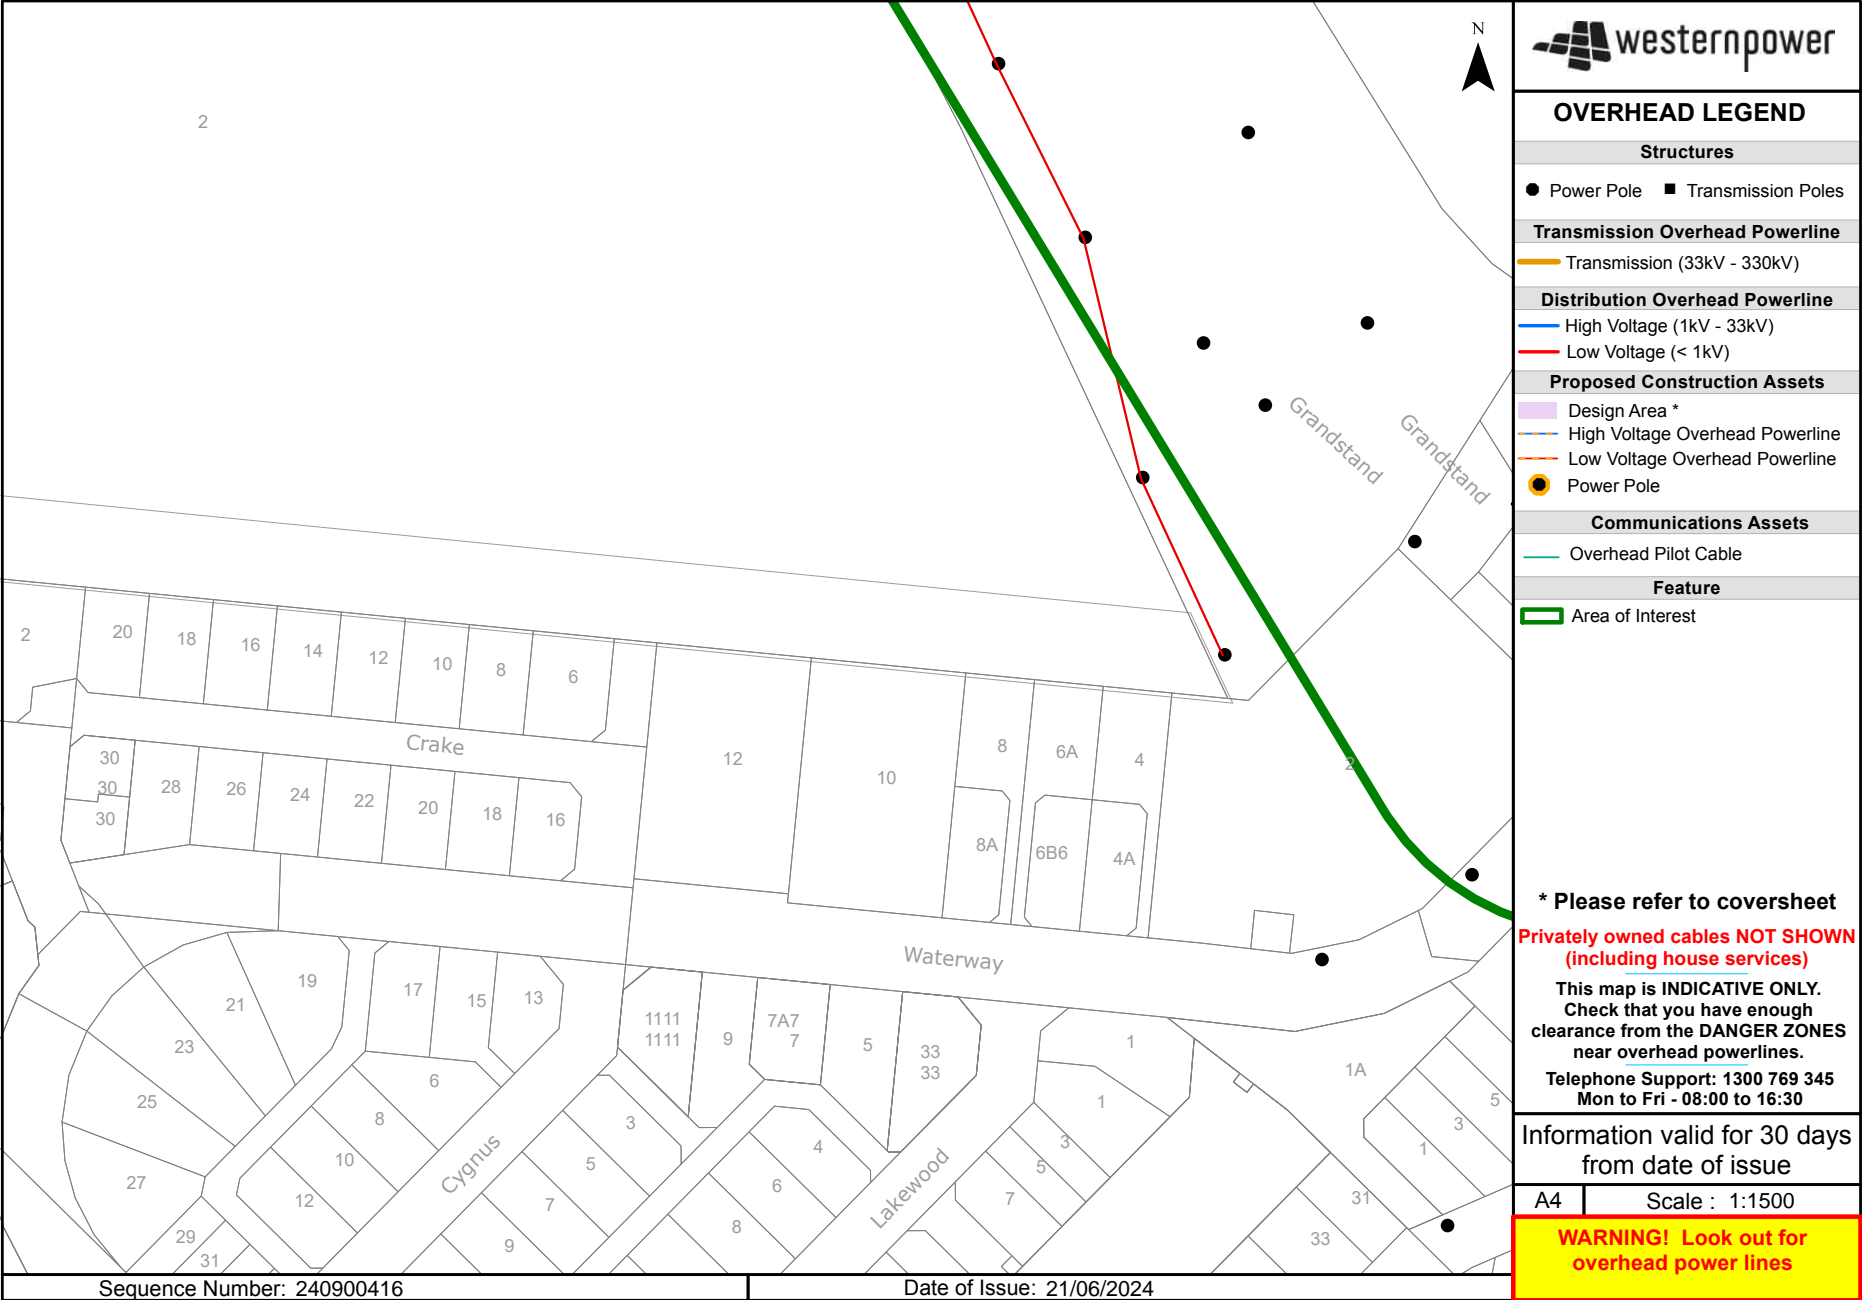 N
2
Grandstand
Grandstand
2
20
18
16
14
12
10
8
6
Crake
12
10
8
6A
4
2
30
30
30
28
26
24
22
20
18
16
8A
6B6
4A
Waterway
19
21
23
25
27
29
31
17
15
13
6
8
10
12
Cygnus
1111
1111
9
7A7
7
5
33
33
3
5
7
9
4
6
8
Lakewood
1
1
3
5
7
1A
5
3
1
31
33
westernpower
OVERHEAD LEGEND
Structures
Power Pole
Transmission Poles
Transmission Overhead Powerline
Transmission (33kV - 330kV)
Distribution Overhead Powerline
High Voltage (1kV - 33kV)
Low Voltage (< 1kV)
Proposed Construction Assets
Design Area *
High Voltage Overhead Powerline
Low Voltage Overhead Powerline
Power Pole
Communications Assets
Overhead Pilot Cable
Feature
Area of Interest
* Please refer to coversheet
Privately owned cables NOT SHOWN
(including house services)
This map is INDICATIVE ONLY.
Check that you have enough
clearance from the DANGER ZONES
near overhead powerlines.
Telephone Support: 1300 769 345
Mon to Fri - 08:00 to 16:30
Information valid for 30 days
from date of issue
A4
Scale : 1:1500
WARNING! Look out for
overhead power lines
Sequence Number: 240900416
Date of Issue: 21/06/2024